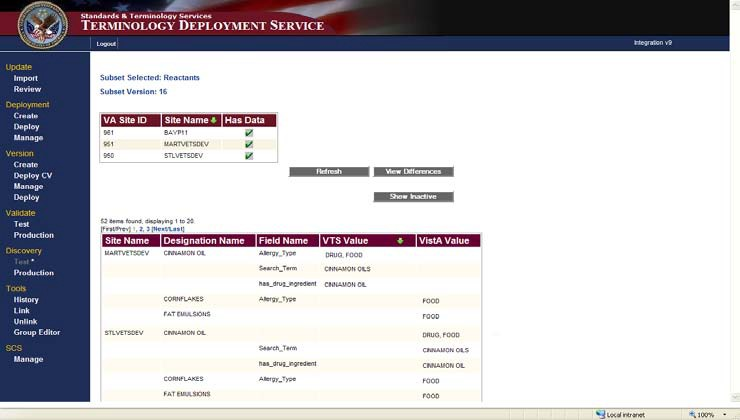 Standards & Terminology Services
TERMINOLOGY DEPLOYMENT SERVICE
Logout
Integration v9
Update
Import
Review
Deployment
Create
Deploy
Manage
Version
Create
Deploy CV
Manage
Deploy
Validate
Test
Production
Discovery
Test *
Production
Tools
History
Link
Unlink
Group Editor
SCS
Manage
Subset Selected: Reactants
Subset Version: 16
VA Site ID Site Name Has Data
961 BAYP11
951 MARTVETSDEV
950 STLVETSDEV
Refresh View Differences
Show Inactive
52 items found, displaying 1 to 20.
[First/Prev] 1, 2, 3 [Next/Last]
Site Name Designation Name Field Name VTS Value VistA Value
MARTVETSDEV CINNAMON OIL Allergy_Type DRUG, FOOD
Search_Term CINNAMON OILS
has_drug_ingredient CINNAMON OIL
CORNFLAKES Allergy_Type FOOD
FAT EMULSIONS FOOD
STLVETSDEV CINNAMON OIL DRUG, FOOD
Search_Term CINNAMON OILS
has_drug_ingredient CINNAMON OIL
CORNFLAKES Allergy_Type FOOD
FAT EMULSIONS FOOD
Local intranet 100%